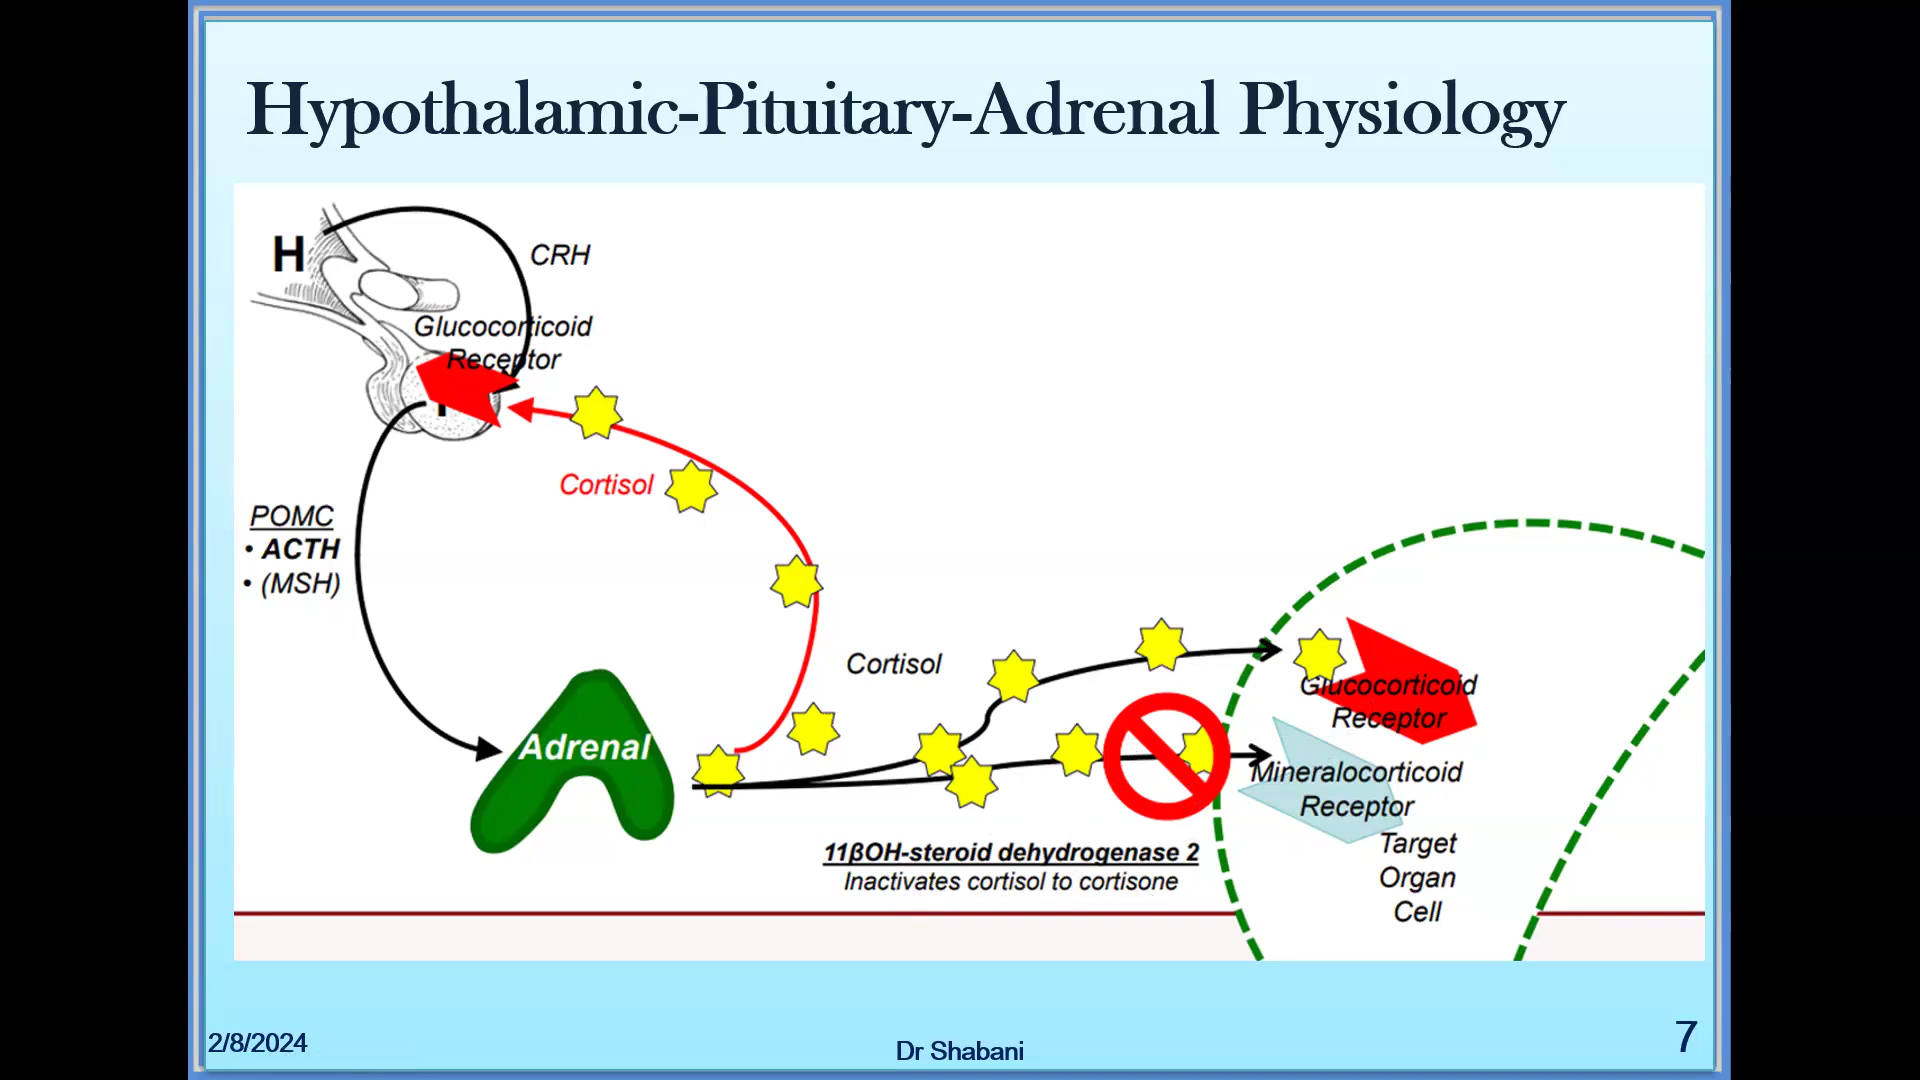 Hypothalamic-Pituitary-Adrenal Physiology
H
CRH
Glucocorticoid
Receptor
Cortisol
POMC
• ACTH
• (MSH)
Adrenal
Cortisol
Glucocorticoid
Receptor
Mineralocorticoid
Receptor
Target
Organ
Cell
11βOH-steroid dehydrogenase 2
Inactivates cortisol to cortisone
2/8/2024
Dr Shabani
7